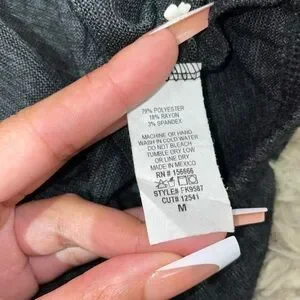 79% POLYESTER
18% RAYON
3% SPANDEX
MACHINE OR HAND
WASH IN COLD WATER
DO NOT BLEACH
TUMBLE DRY LOW
OR LINE DRY
MADE IN MEXICO
RN # 156666
STYLE# FK9587
CUT# 12541
M